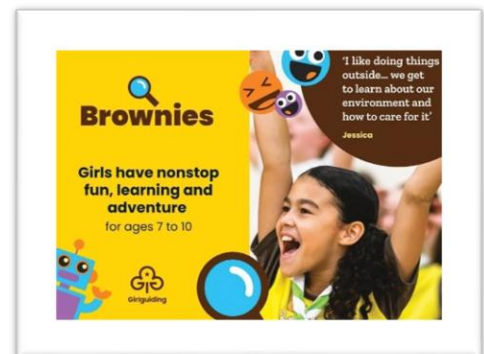 Brownies
Girls have nonstop
fun, learning and
adventure
for ages 7 to 10
Girlguiding
'I like doing things
outside... we get
to learn about our
environment and
how to care for it'
Jessica